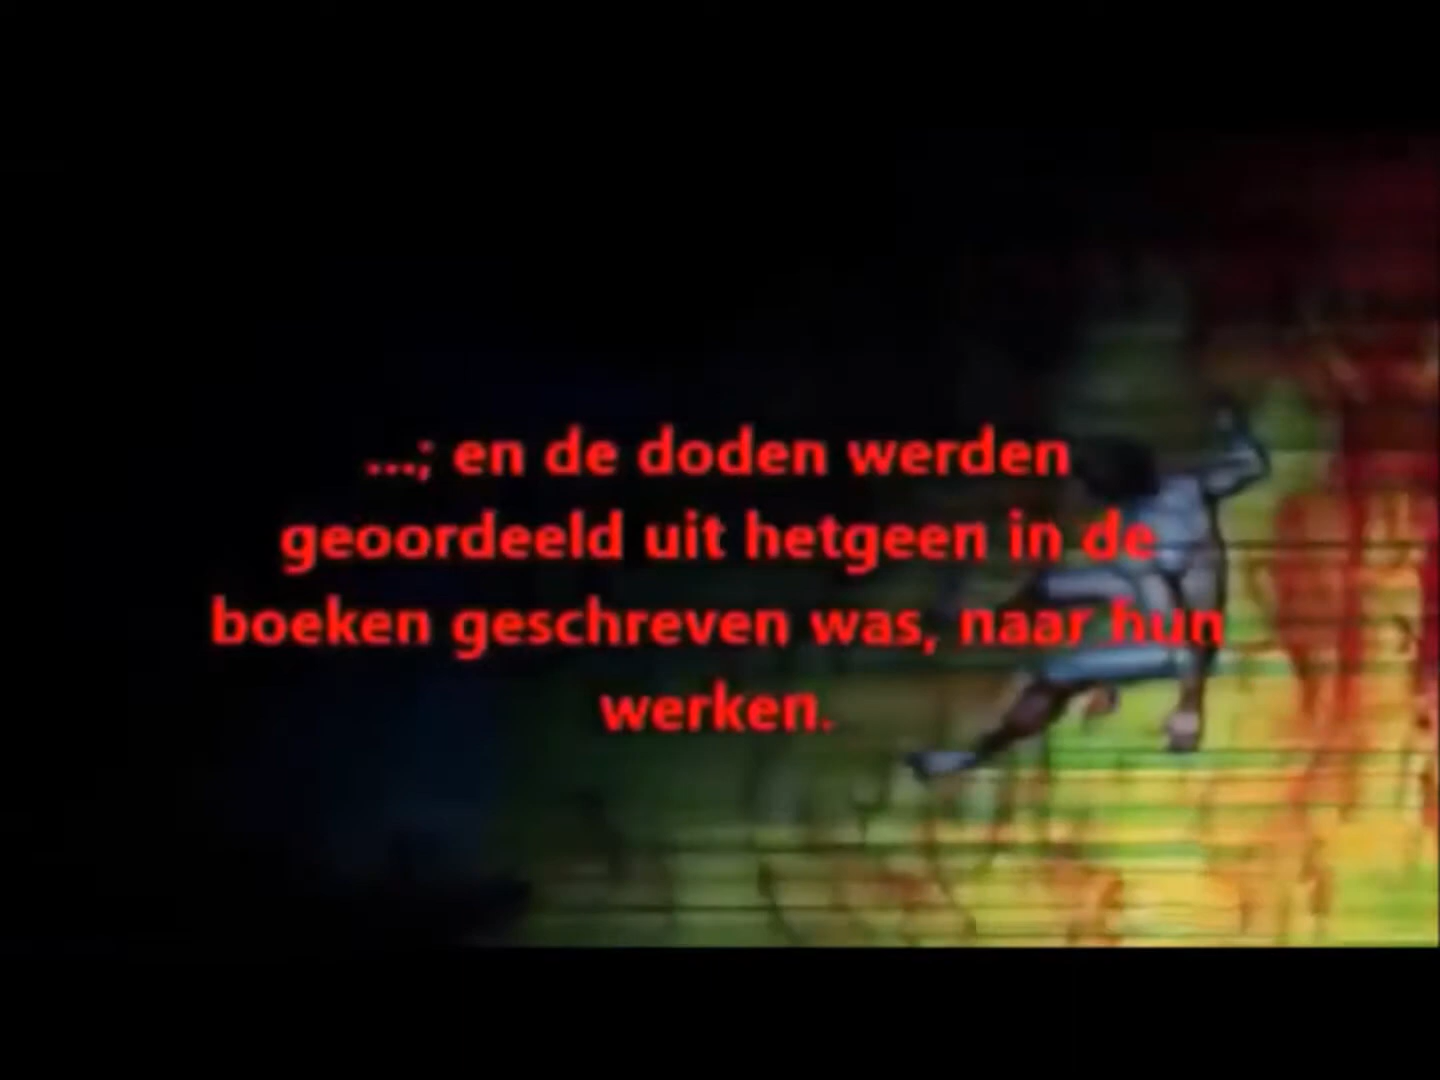 ...; en de doden werden
geoordeeld uit hetgeen in de
boeken geschreven was, naar hun
werken.